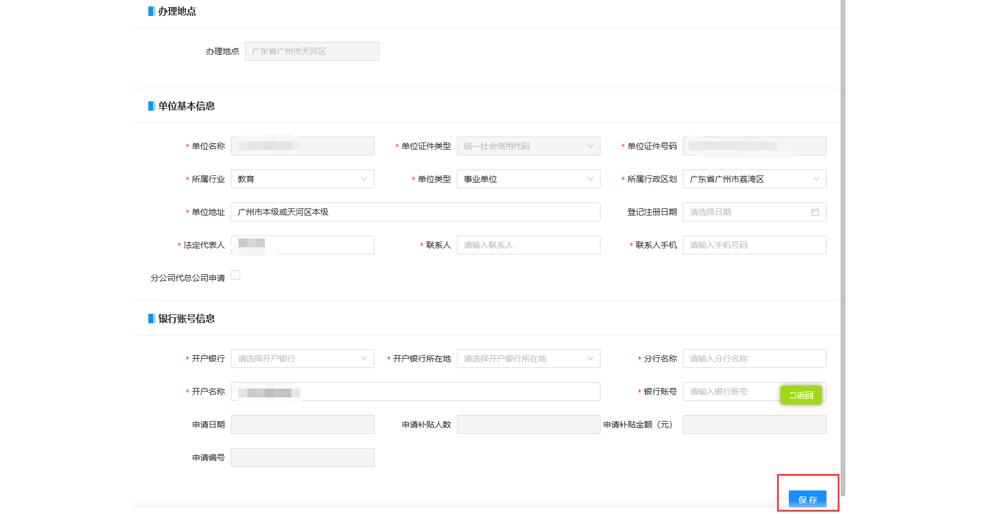 办理地点
办理地点 广东省广州市天河区
单位基本信息
* 单位名称 * 单位证件类型 统一社会信用代码 * 单位证件号码
* 所属行业 教育 * 单位类型 事业单位 * 所属行政区划 广东省广州市荔湾区
* 单位地址 广州市本级或天河区本级 登记注册日期 请选择日期
* 法定代表人 * 联系人 请输入联系人 * 联系人手机 请输入手机号码
分公司代总公司申请
银行账号信息
* 开户银行 请选择开户银行 * 开户银行所在地 请选择开户银行所在地 * 分行名称 请输入分行名称
* 开户名称 * 银行账号 请输入银行账号 返回
申请日期 申请补贴人数 申请补贴金额（元）
申请编号
保存